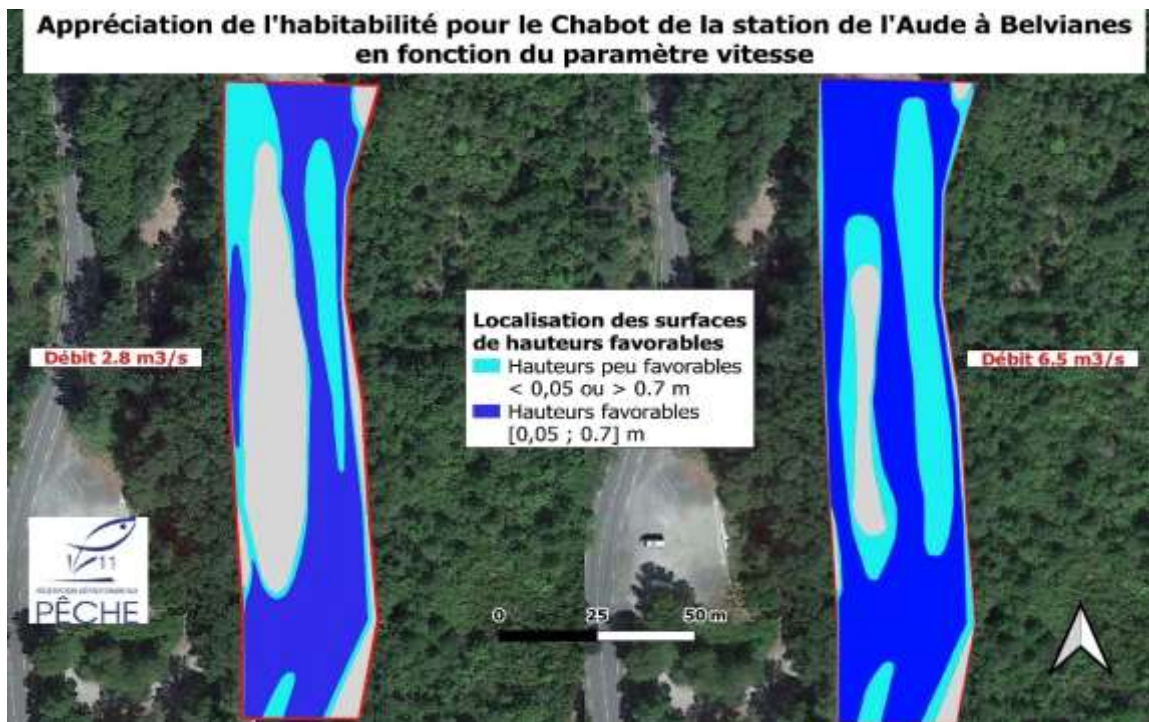 Appréciation de l'habitabilité pour le Chabot de la station de l'Aude à Belvianes
en fonction du paramètre vitesse
Débit 2.8 m3/s
Localisation des surfaces
de hauteurs favorables
Hauteurs peu favorables
< 0,05 ou > 0.7 m
Hauteurs favorables
[0,05 ; 0.7] m
Débit 6.5 m3/s
11
PÊCHE
0 25 50 m